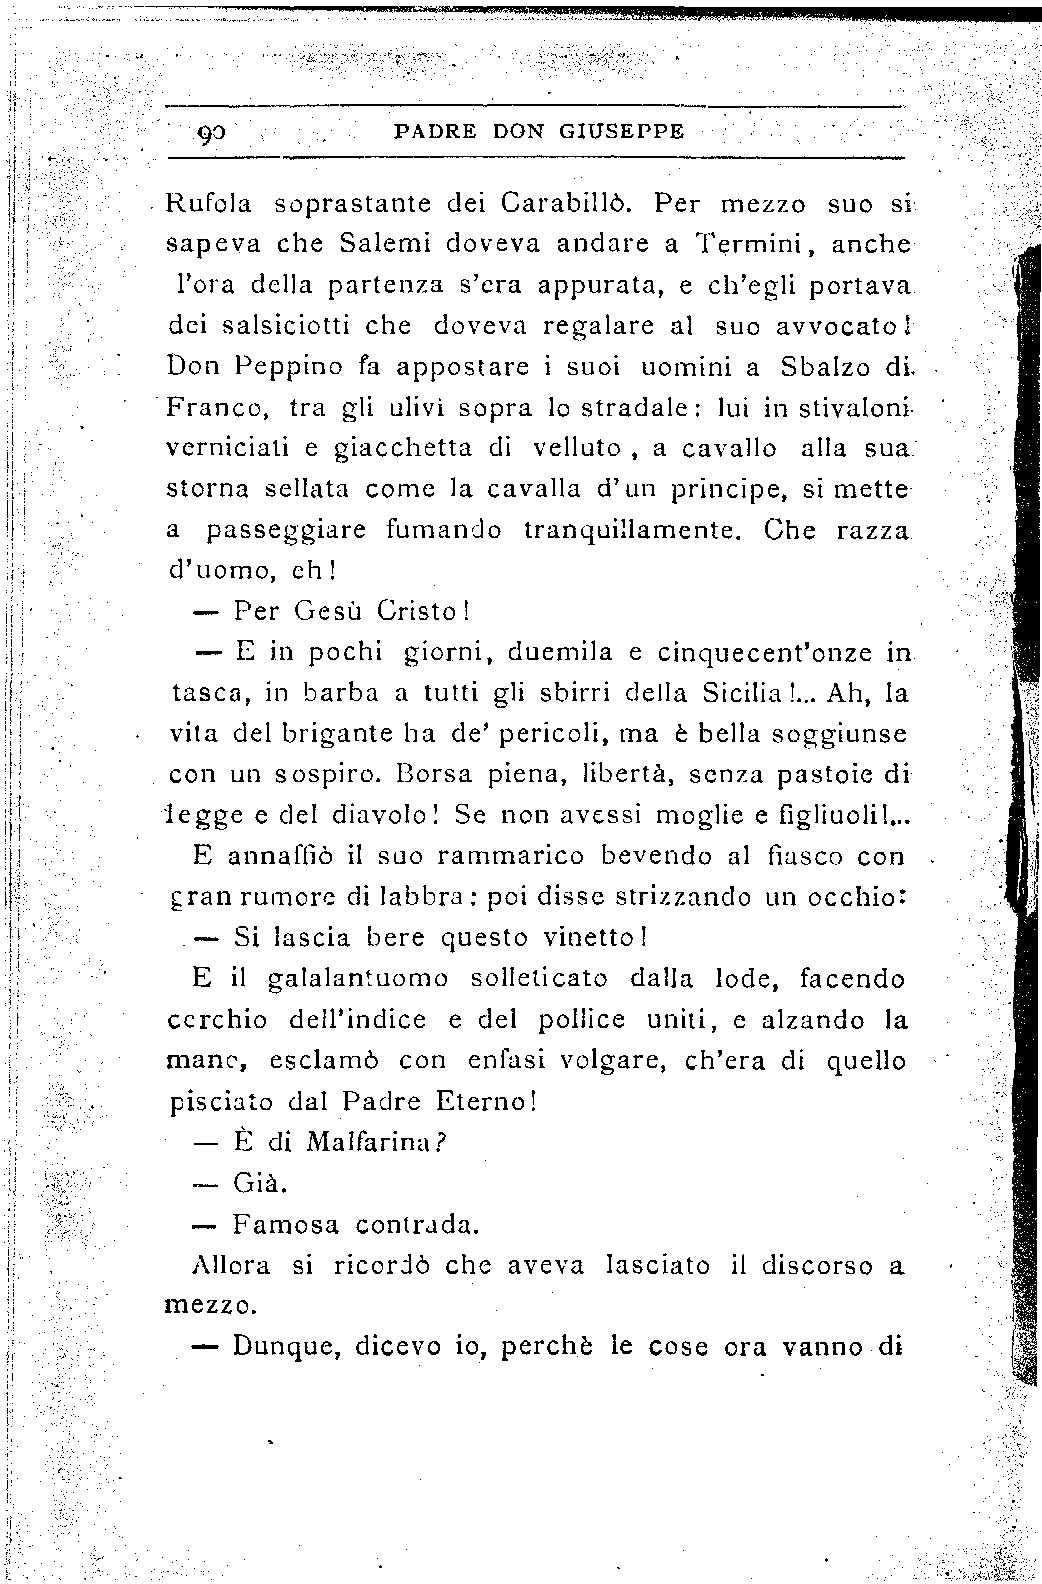 90 PADRE DON GIUSEPPE
Rufola soprastante dei Carabillò. Per mezzo suo si
sapeva che Salemi doveva andare a Termini, anche
l'ora della partenza s'era appurata, e ch'egli portava
dei salsiciotti che doveva regalare al suo avvocato!
Don Peppino fa appostare i suoi uomini a Sbalzo di
Franco, tra gli ulivi sopra lo stradale: lui in stivaloni
verniciati e giacchetta di velluto, a cavallo alla sua
storna sellata come la cavalla d'un principe, si mette
a passeggiare fumando tranquillamente. Che razza
d'uomo, eh!
— Per Gesù Cristo!
— E in pochi giorni, duemila e cinquecent'onze in
tasca, in barba a tutti gli sbirri della Sicilia!... Ah, la
vita del brigante ha de' pericoli, ma è bella soggiunse
con un sospiro. Borsa piena, libertà, senza pastoie di
legge e del diavolo! Se non avessi moglie e figliuoli!...
E annaffiò il suo rammarico bevendo al fiasco con
gran rumore di labbra; poi disse strizzando un occhio:
— Si lascia bere questo vinetto!
E il galalantuomo solleticato dalla lode, facendo
cerchio dell'indice e del pollice uniti, e alzando la
mano, esclamò con enfasi volgare, ch'era di quello
pisciato dal Padre Eterno!
— È di Malfarina?
— Già.
— Famosa contrada.
Allora si ricordò che aveva lasciato il discorso a
mezzo.
— Dunque, dicevo io, perchè le cose ora vanno di